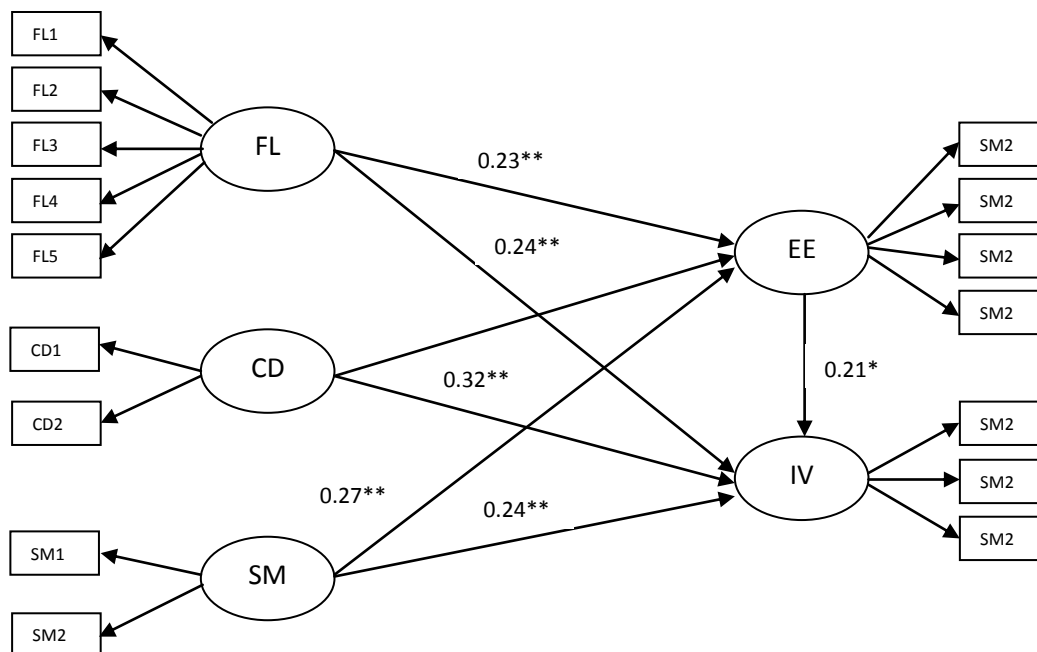 FL1
FL2
FL3
FL4
FL5
FL
0.23**
0.24**
EE
SM2
SM2
SM2
SM2
CD1
CD2
CD
0.32**
0.21*
SM1
SM2
SM
0.27**
0.24**
IV
SM2
SM2
SM2